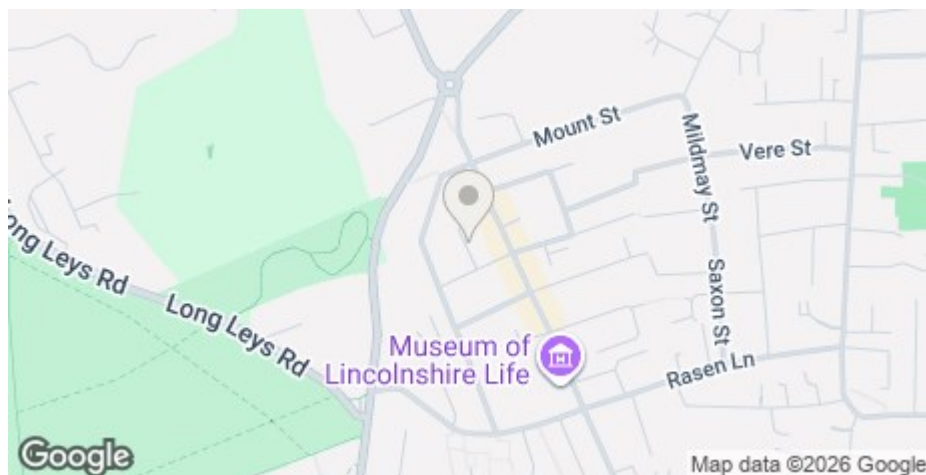 Mount St
Vere St
Mildmay St
Saxon St
Long Leys Rd
Long Leys Rd
Museum of
Lincolnshire Life
Rasen Ln
Google
Map data ©2026 Google